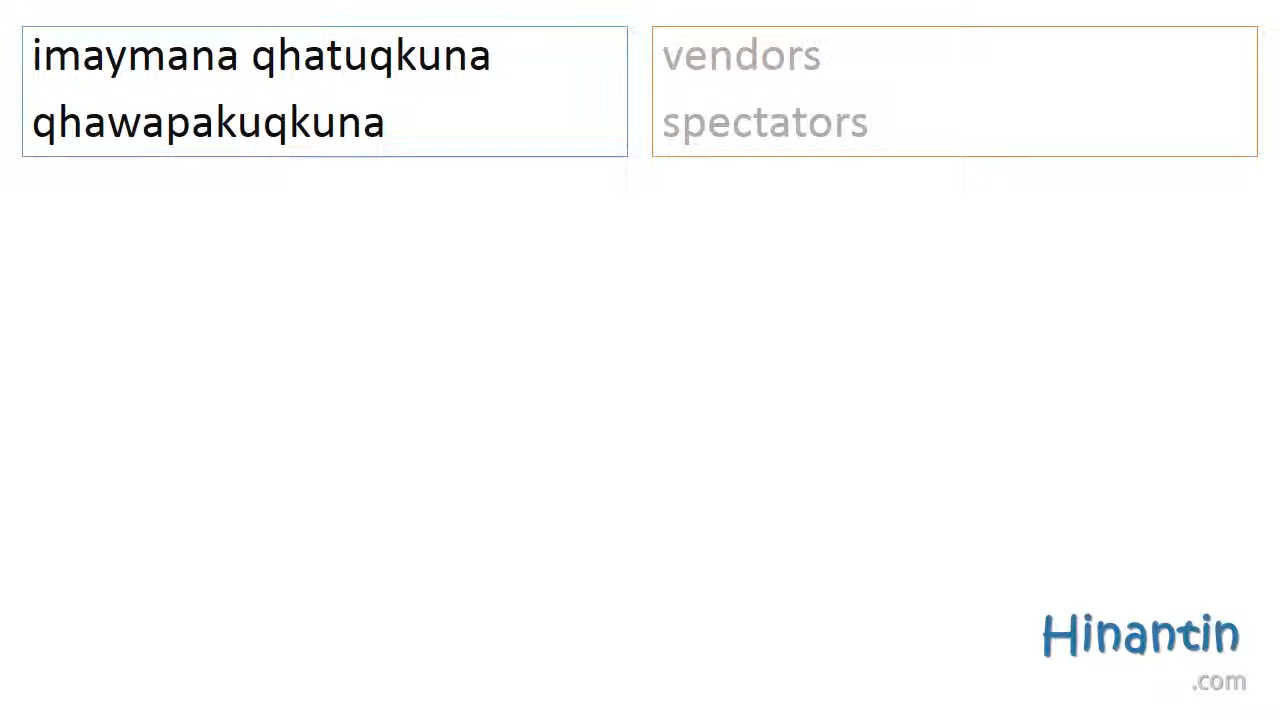 imaymana qhatuqkuna
qhawapakuqkuna
vendors
spectators
Hinantin
.com